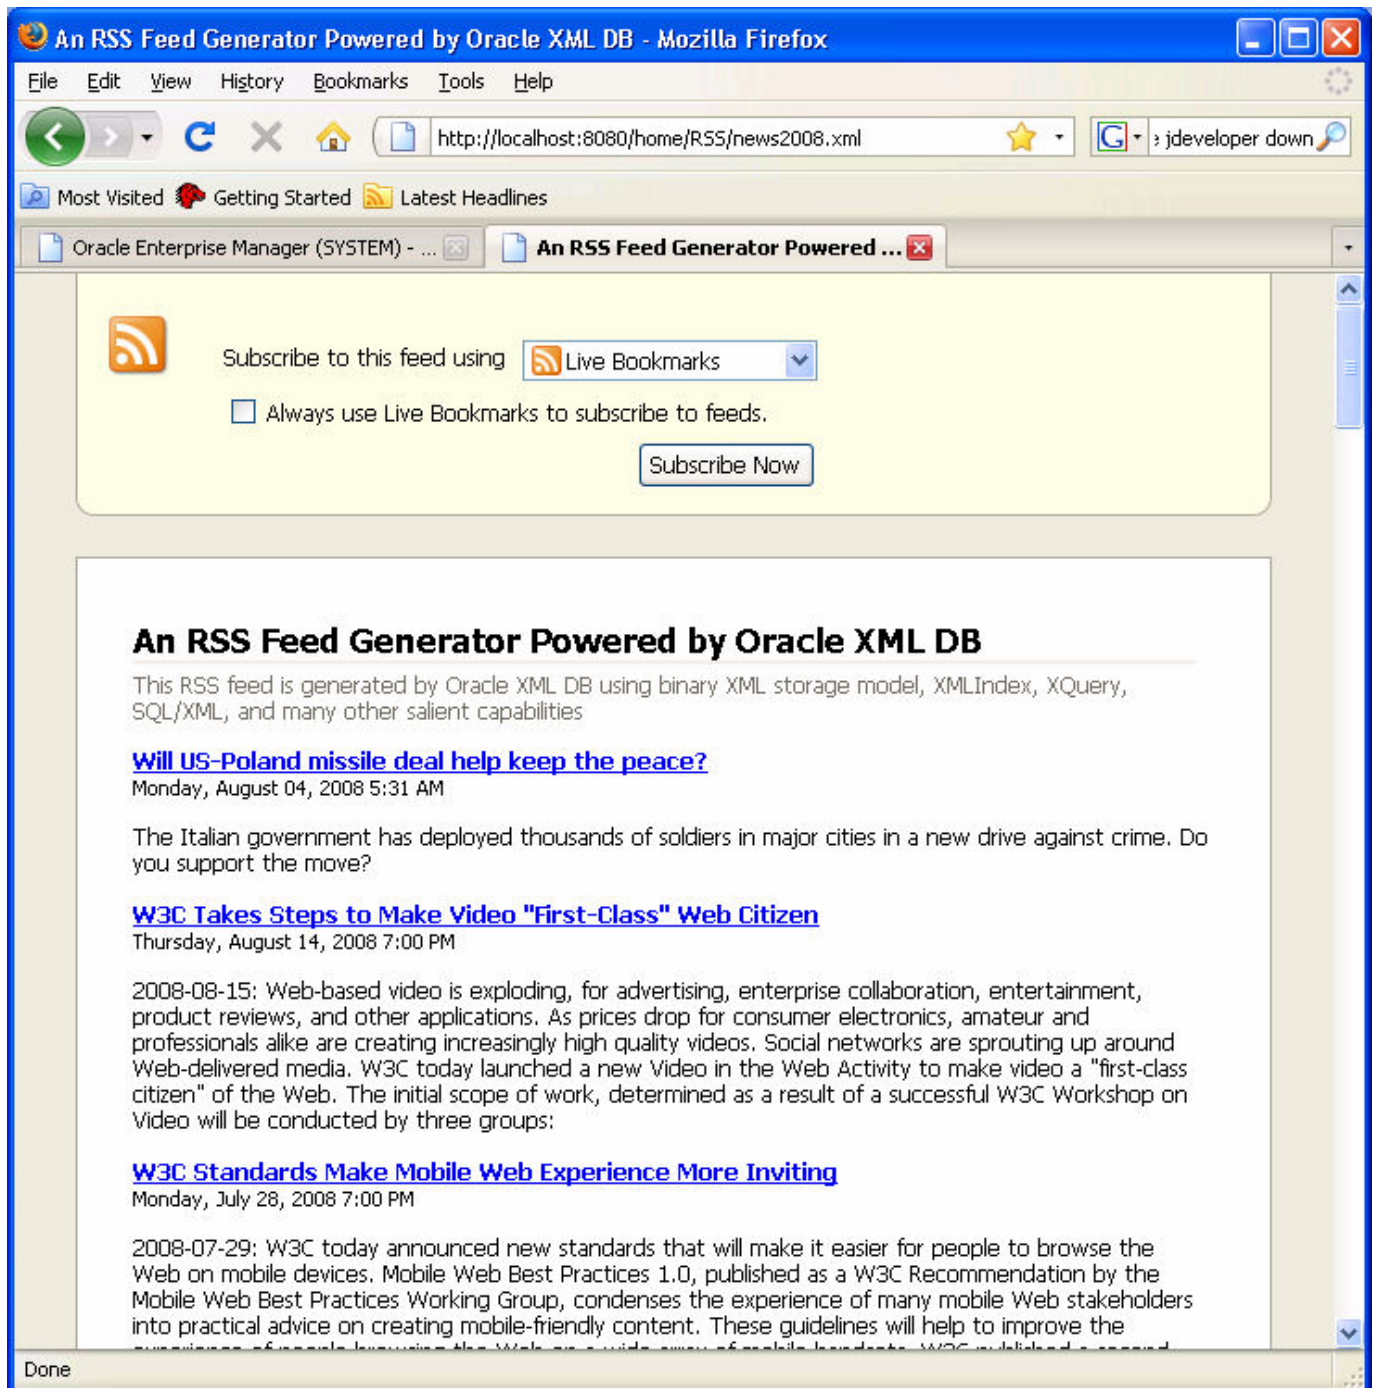 An RSS Feed Generator Powered by Oracle XML DB - Mozilla Firefox
File Edit View History Bookmarks Tools Help
http://localhost:8080/home/RSS/news2008.xml
G jdeveloper down
Most Visited Getting Started Latest Headlines
Oracle Enterprise Manager (SYSTEM) - ... An RSS Feed Generator Powered ...
Subscribe to this feed using Live Bookmarks
Always use Live Bookmarks to subscribe to feeds.
Subscribe Now
An RSS Feed Generator Powered by Oracle XML DB
This RSS feed is generated by Oracle XML DB using binary XML storage model, XMLIndex, XQuery,
SQL/XML, and many other salient capabilities
Will US-Poland missile deal help keep the peace?
Monday, August 04, 2008 5:31 AM
The Italian government has deployed thousands of soldiers in major cities in a new drive against crime. Do
you support the move?
W3C Takes Steps to Make Video "First-Class" Web Citizen
Thursday, August 14, 2008 7:00 PM
2008-08-15: Web-based video is exploding, for advertising, enterprise collaboration, entertainment,
product reviews, and other applications. As prices drop for consumer electronics, amateur and
professionals alike are creating increasingly high quality videos. Social networks are sprouting up around
Web-delivered media. W3C today launched a new Video in the Web Activity to make video a "first-class
citizen" of the Web. The initial scope of work, determined as a result of a successful W3C Workshop on
Video will be conducted by three groups:
W3C Standards Make Mobile Web Experience More Inviting
Monday, July 28, 2008 7:00 PM
2008-07-29: W3C today announced new standards that will make it easier for people to browse the
Web on mobile devices. Mobile Web Best Practices 1.0, published as a W3C Recommendation by the
Mobile Web Best Practices Working Group, condenses the experience of many mobile Web stakeholders
into practical advice on creating mobile-friendly content. These guidelines will help to improve the
Done